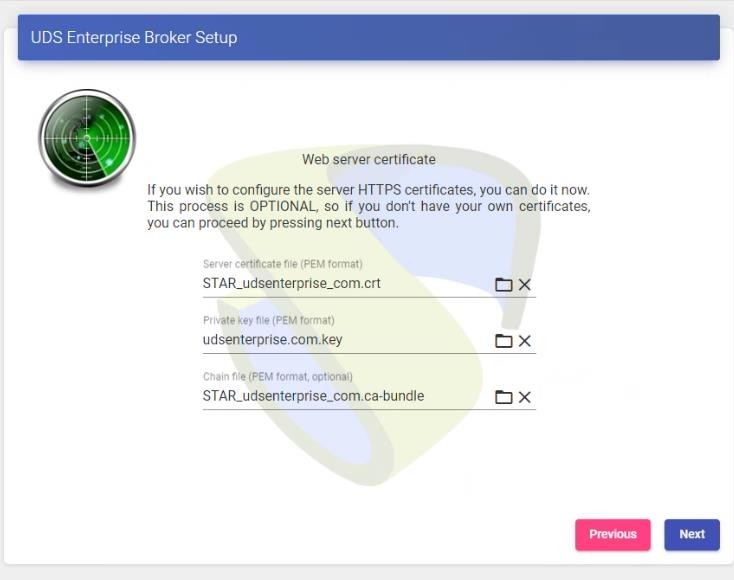 UDS Enterprise Broker Setup
Web server certificate
If you wish to configure the server HTTPS certificates, you can do it now.
This process is OPTIONAL, so if you don't have your own certificates,
you can proceed by pressing next button.
Server certificate file (PEM format)
STAR_udsenterprise_com.crt
Private key file (PEM format)
udsenterprise.com.key
Chain file (PEM format, optional)
STAR_udsenterprise_com.ca-bundle
Previous
Next